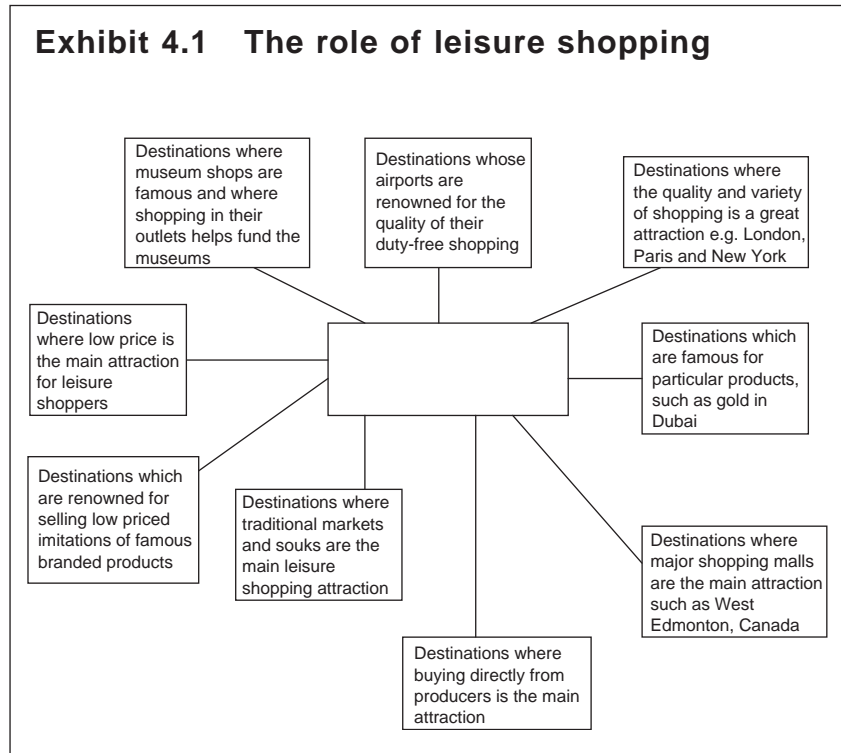 Exhibit 4.1 The role of leisure shopping
Destinations where
museum shops are
famous and where
shopping in their
outlets helps fund the
museums
Destinations whose
airports are
renowned for the
quality of their
duty-free shopping
Destinations where
the quality and variety
of shopping is a great
attraction e.g. London,
Paris and New York
Destinations
where low price is
the main attraction
for leisure
shoppers
Destinations which
are famous for
particular products,
such as gold in
Dubai
Destinations which
are renowned for
selling low priced
imitations of famous
branded products
Destinations where
traditional markets
and souks are the
main leisure
shopping attraction
Destinations where
major shopping malls
are the main attraction
such as West
Edmonton, Canada
Destinations where
buying directly from
producers is the main
attraction